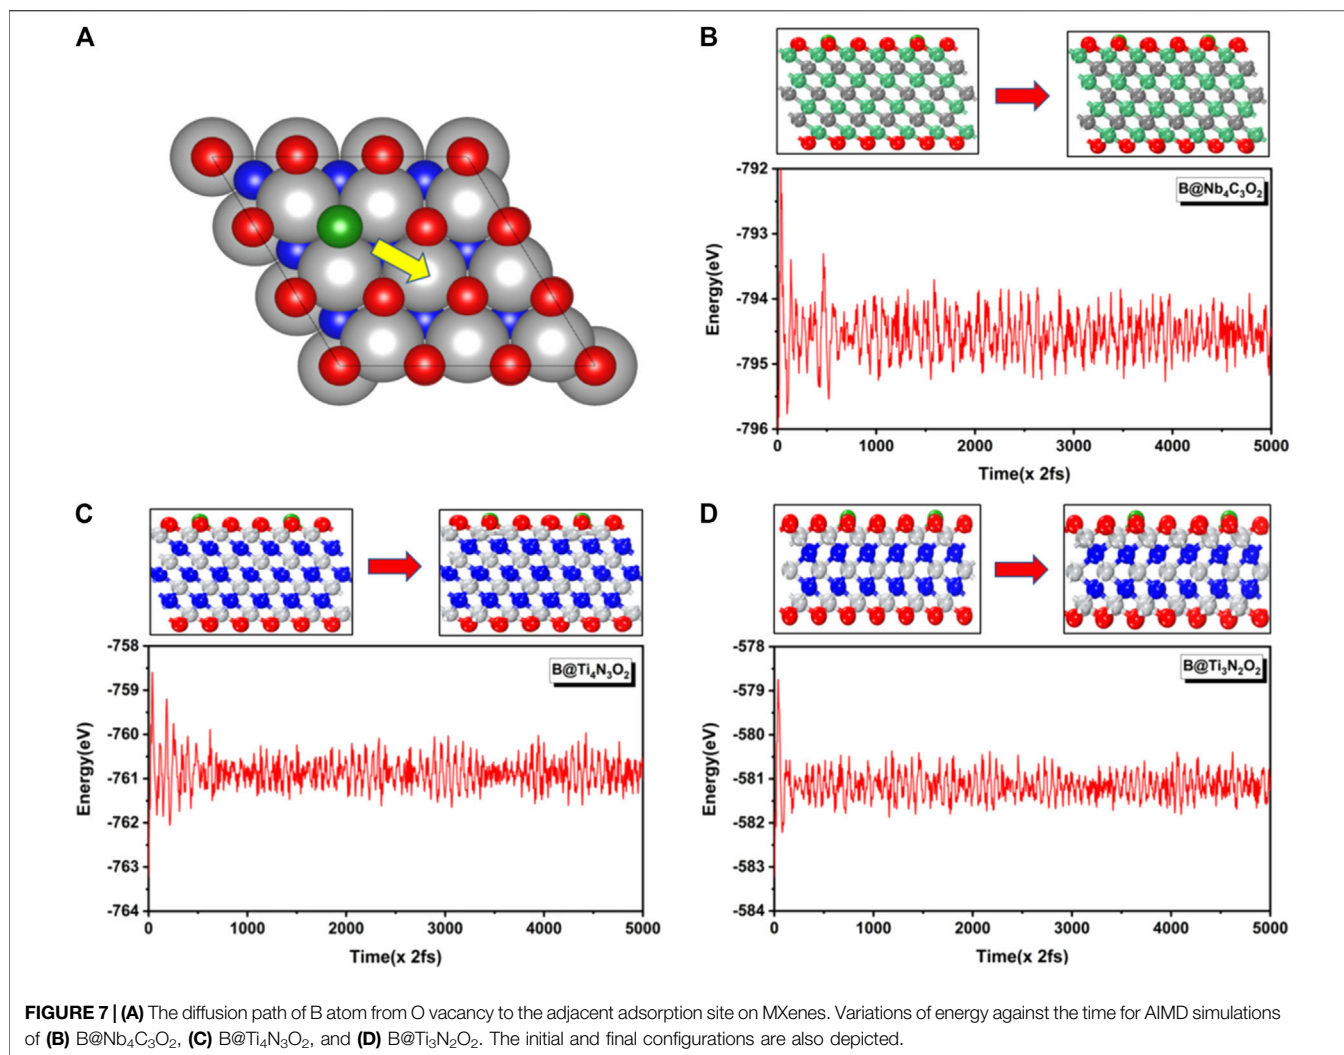 A
B
B@Nb₄C₃O₂
-792
-793
-794
-795
-796
Energy(eV)
0 1000 2000 3000 4000 5000
Time(x 2fs)
C
B@Ti₄N₃O₂
-758
-759
-760
-761
-762
-763
-764
Energy(eV)
0 1000 2000 3000 4000 5000
Time(x 2fs)
D
B@Ti₃N₂O₂
-578
-579
-580
-581
-582
-583
-584
Energy(eV)
0 1000 2000 3000 4000 5000
Time(x 2fs)
FIGURE 7 | (A) The diffusion path of B atom from O vacancy to the adjacent adsorption site on MXenes. Variations of energy against the time for AIMD simulations
of (B) B@Nb₄C₃O₂, (C) B@Ti₄N₃O₂, and (D) B@Ti₃N₂O₂. The initial and final configurations are also depicted.